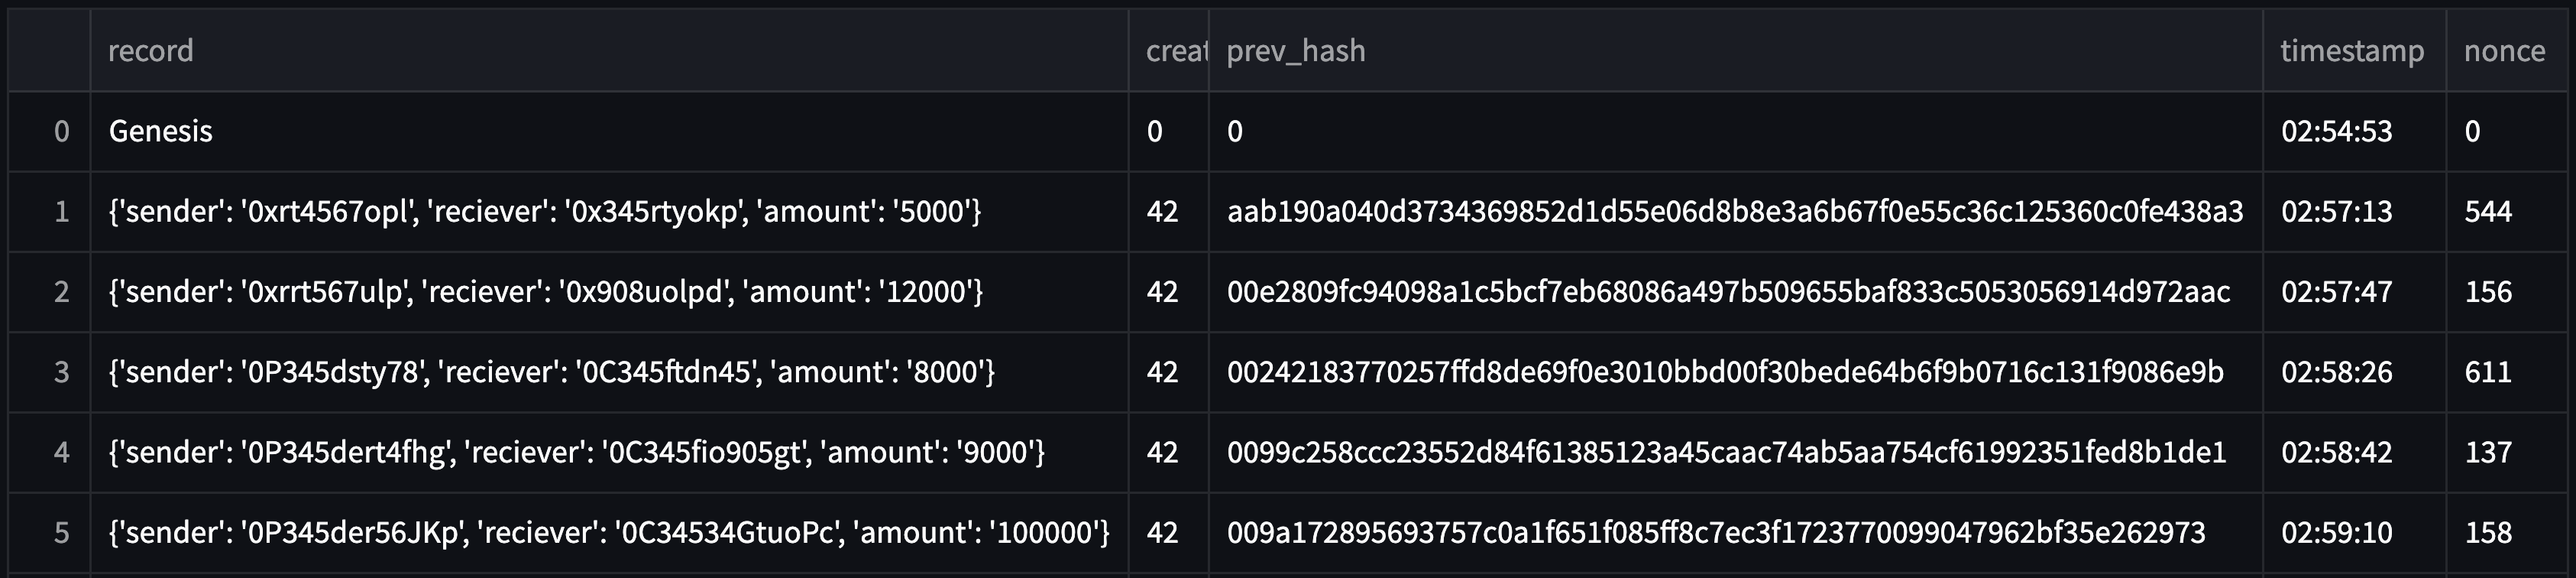 record creat prev_hash timestamp nonce
0 Genesis 0 0 02:54:53 0
1 {'sender': '0xrt4567opl', 'reciever': '0x345rtyokp', 'amount': '5000'} 42 aab190a040d3734369852d1d55e06d8b8e3a6b67f0e55c36c125360c0fe438a3 02:57:13 544
2 {'sender': '0xrrt567ulp', 'reciever': '0x908uolpd', 'amount': '12000'} 42 00e2809fc94098a1c5bcf7eb68086a497b509655baf833c5053056914d972aac 02:57:47 156
3 {'sender': '0P345dsty78', 'reciever': '0C345ftdn45', 'amount': '8000'} 42 00242183770257ffd8de69f0e3010bbd00f30bede64b6f9b0716c131f9086e9b 02:58:26 611
4 {'sender': '0P345dert4fhg', 'reciever': '0C345fio905gt', 'amount': '9000'} 42 0099c258ccc23552d84f61385123a45caac74ab5aa754cf61992351fed8b1de1 02:58:42 137
5 {'sender': '0P345der56JKp', 'reciever': '0C34534GtuoPc', 'amount': '100000'} 42 009a172895693757c0a1f651f085ff8c7ec3f1723770099047962bf35e262973 02:59:10 158